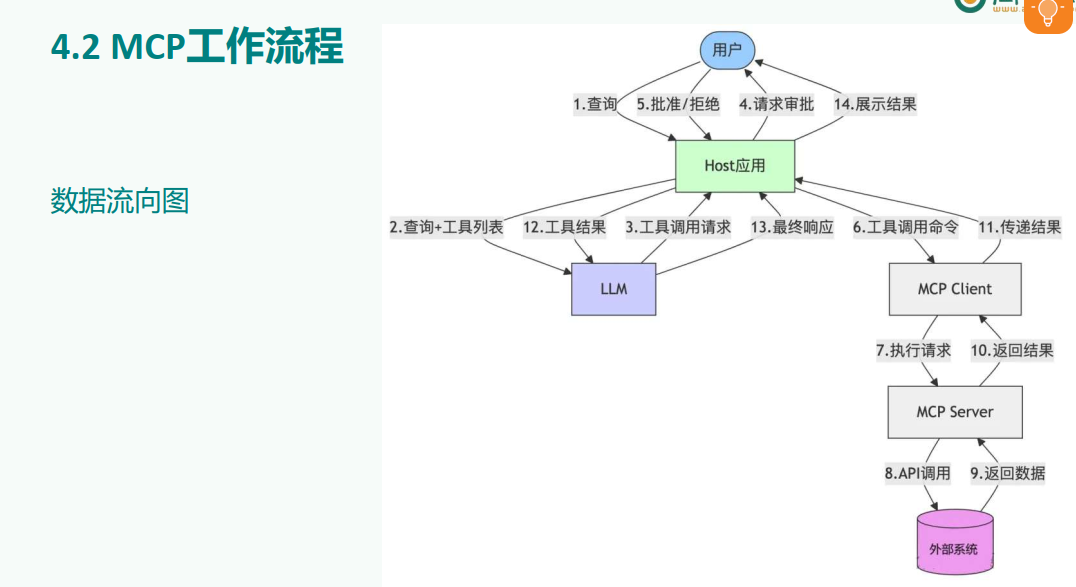 4.2 MCP工作流程
数据流向图
用户
1.查询
5.批准/拒绝
4.请求审批
14.展示结果
Host应用
2.查询+工具列表
12.工具结果
3.工具调用请求
13.最终响应
6.工具调用命令
11.传递结果
LLM
MCP Client
7.执行请求
10.返回结果
MCP Server
8.API调用
9.返回数据
外部系统